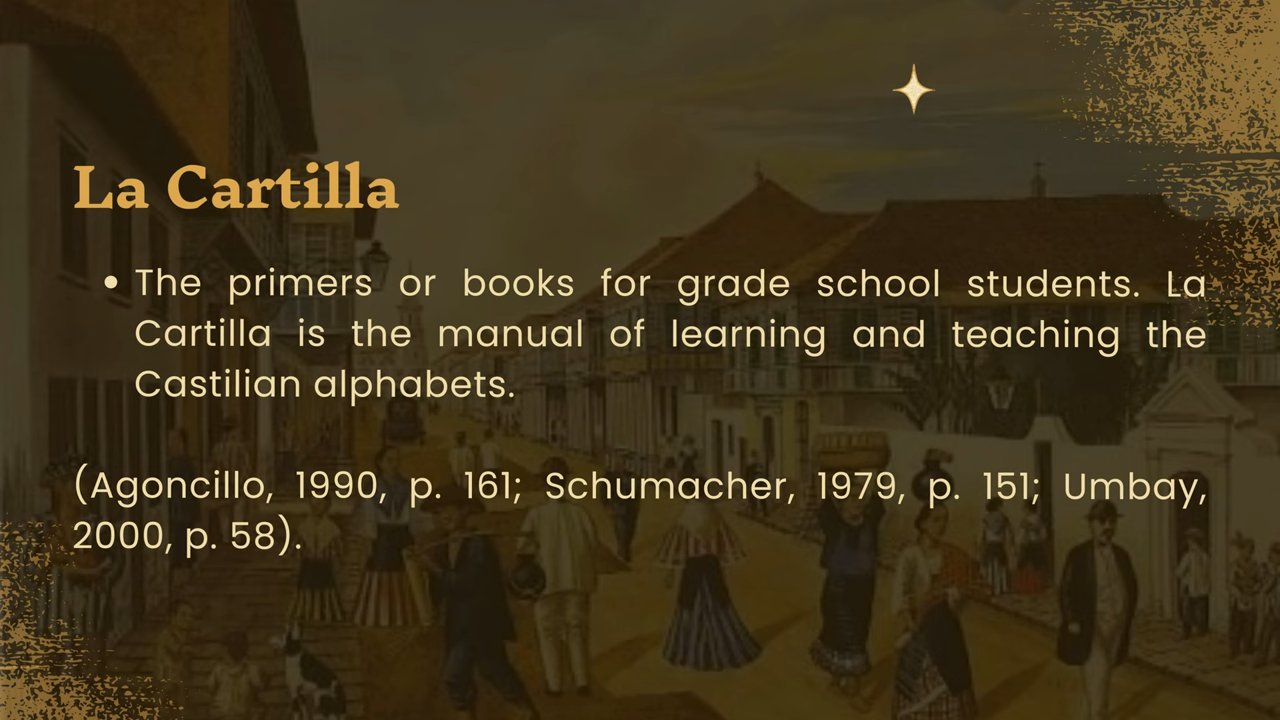 La Cartilla
• The primers or books for grade school students. La
Cartilla is the manual of learning and teaching the
Castilian alphabets.
(Agoncillo, 1990, p. 161; Schumacher, 1979, p. 151; Umbay,
2000, p. 58).